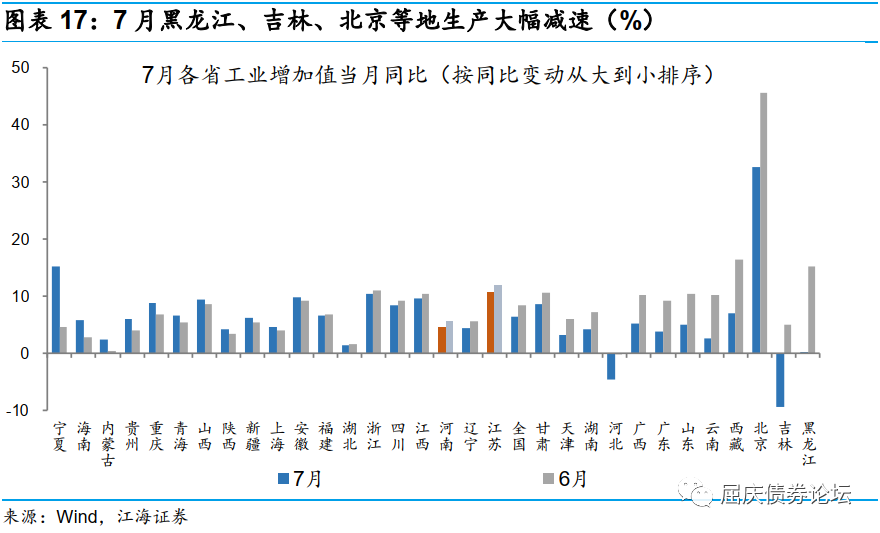 图表 17：7 月黑龙江、吉林、北京等地生产大幅减速（%）
7月各省工业增加值当月同比（按同比变动从大到小排序）
50
40
30
20
10
0
-10
宁夏 海南 内蒙古 贵州 重庆 青海 山西 陕西 新疆 上海 安徽 福建 湖北 浙江 四川 江西 河南 辽宁 江苏 全国 甘肃 天津 湖南 河北 广西 广东 山东 云南 西藏 北京 吉林 黑龙江
7月 6月
屈庆债券论坛
来源：Wind，江海证券